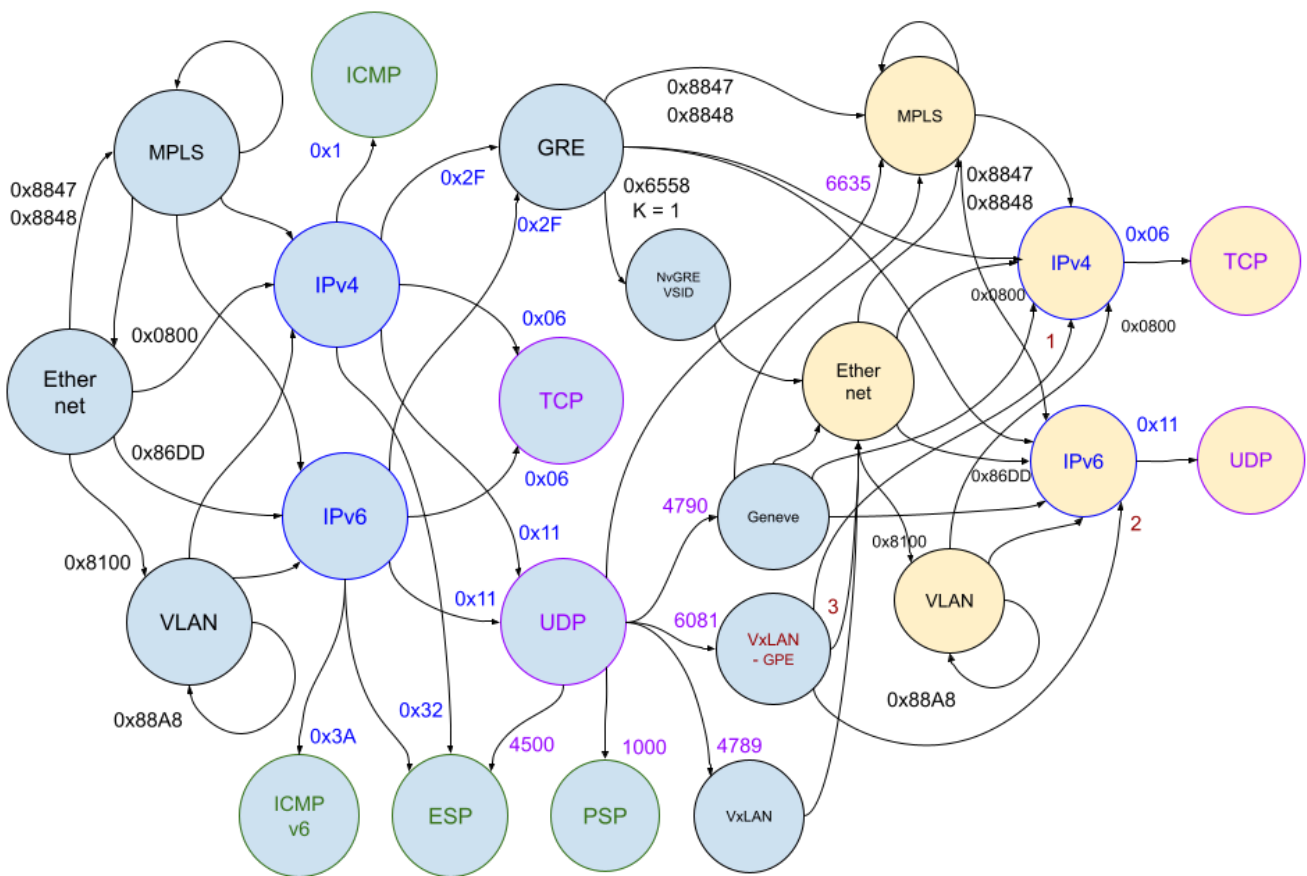 ICMP
MPLS
0x8847
0x8848
0x1
0x2F
GRE
0x8847
0x8848
MPLS
6635
0x6558
K = 1
0x8847
0x8848
0x2F
IPv4
NvGRE
VSID
IPv4
0x06
TCP
0x0800
0x0800
1
0x0800
0x06
Ether
net
TCP
Ether
net
0x86DD
0x06
IPv6
4790
Geneve
0x86DD
IPv6
0x11
UDP
0x11
2
0x8100
0x8100
VLAN
0x11
UDP
6081
VxLAN
- GPE
3
VLAN
0x88A8
0x88A8
0x3A
0x32
4500
1000
4789
ICMP
v6
ESP
PSP
VxLAN